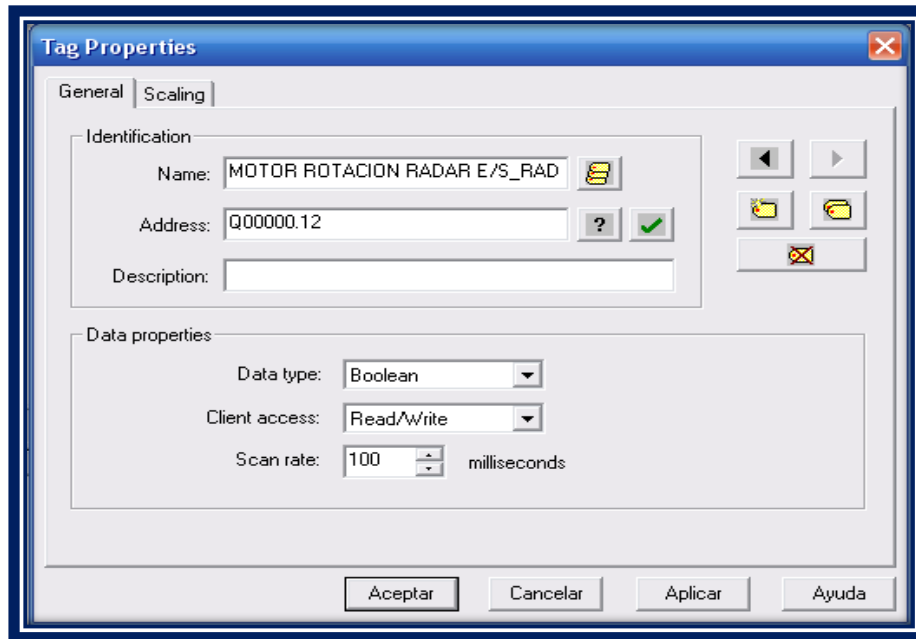 Tag Properties
General Scaling
Identification
Name: MOTOR ROTACION RADAR E/S_RAD
Address: Q00000.12 ?
Description:
Data properties
Data type: Boolean
Client access: Read/Write
Scan rate: 100 milliseconds
Aceptar Cancelar Aplicar Ayuda